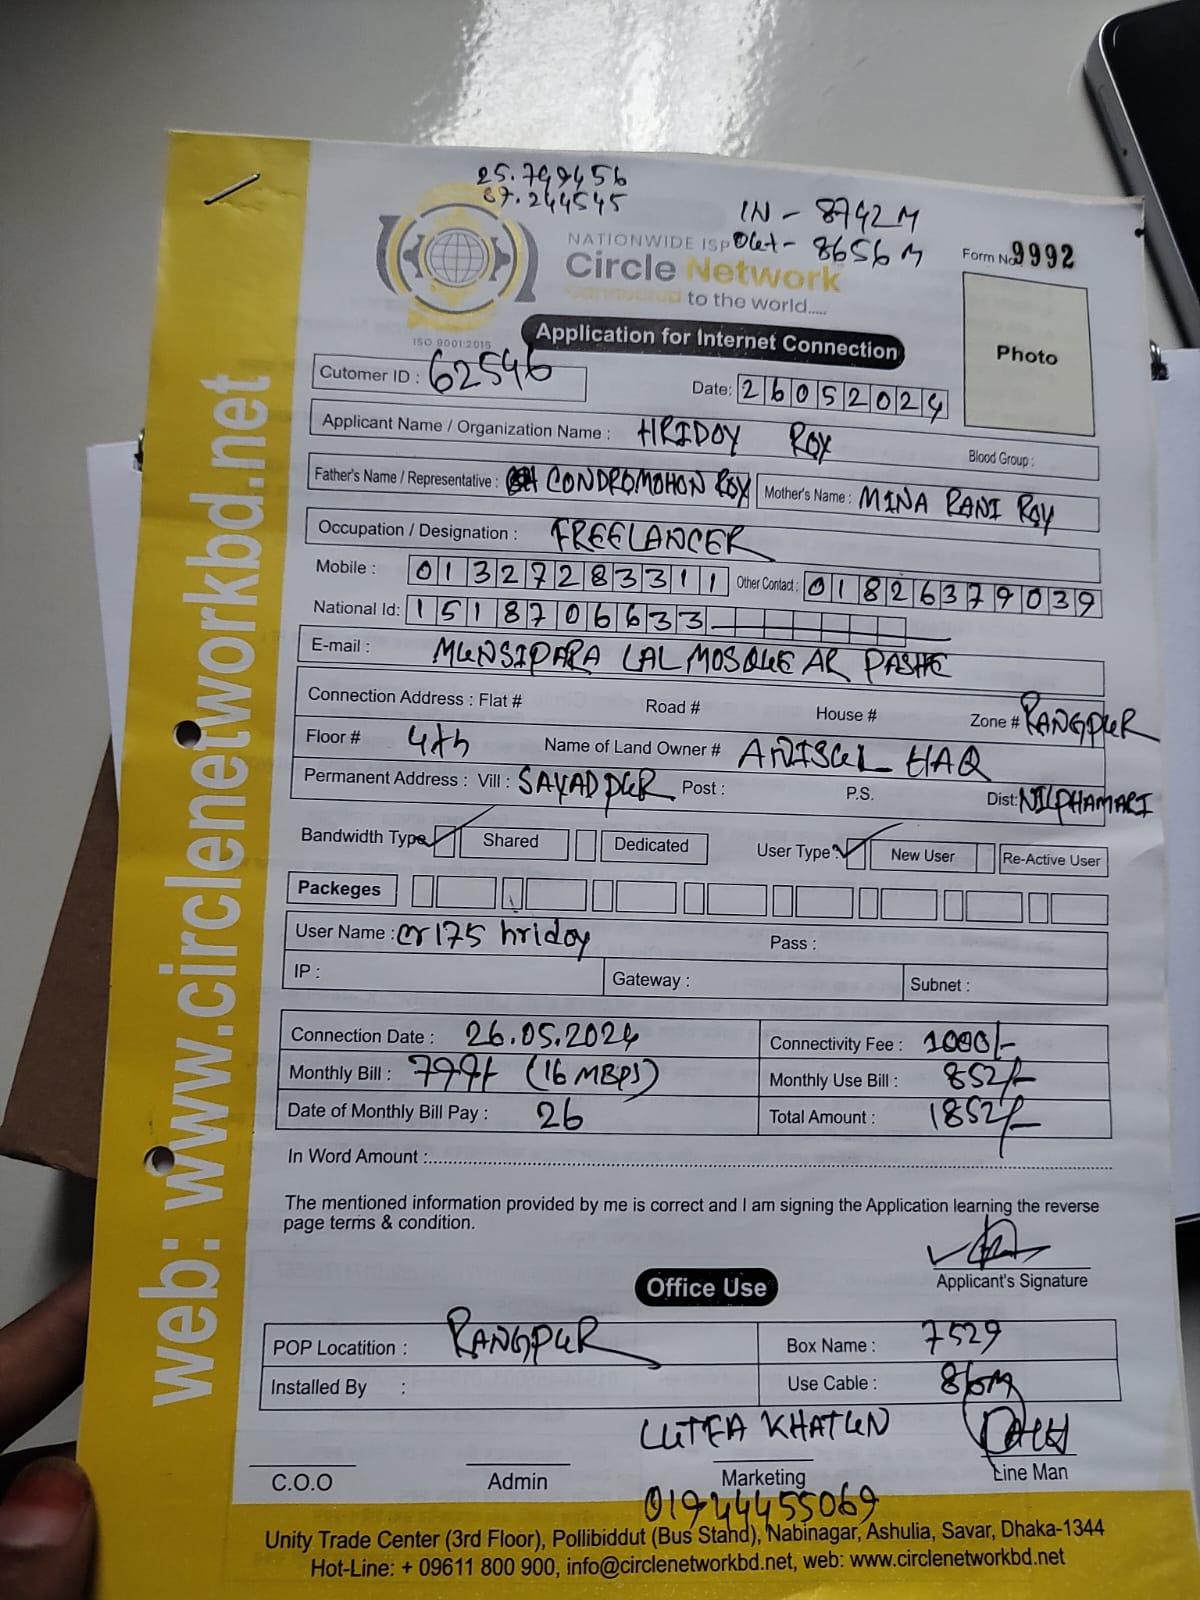 25.799456
89.244545
IN - 8742M
Out - 8656M
NATIONWIDE ISP
Circle Network
Connected to the world.....
ISO 9001:2015
Form No. 9992
Application for Internet Connection
Photo
Cutomer ID : 62546
Date: 26052024
Applicant Name / Organization Name : HRIDOY ROY
Blood Group :
Father's Name / Representative : CONDROMOHON ROY Mother's Name : MINA RANI ROY
Occupation / Designation : FREELANCER
Mobile : 01327283311 Other Contact : 01826379039
National Id: 1518706633
E-mail : MUNSIPARA LAL MOSQUE AR PASHE
Connection Address : Flat # Road # House # Zone # RANGPUR
Floor # 4th Name of Land Owner # ANISUL HAQ
Permanent Address : Vill : SAYADPUR Post : P.S. Dist: NILPHAMARI
Bandwidth Type Shared Dedicated User Type : New User Re-Active User
Packeges
User Name : cr175 hridoy Pass :
IP : Gateway : Subnet :
Connection Date : 26.05.2024 Connectivity Fee : 1000/-
Monthly Bill : 799/- (16 MBPS) Monthly Use Bill : 852/-
Date of Monthly Bill Pay : 26 Total Amount : 1852/-
In Word Amount :
The mentioned information provided by me is correct and I am signing the Application learning the reverse
page terms & condition.
Applicant's Signature
Office Use
POP Locatition : RANGPUR Box Name : 7529
Installed By : Use Cable : 86M
LUTFA KHATUN
C.O.O Admin Marketing Line Man
01944455069
Unity Trade Center (3rd Floor), Pollibiddut (Bus Stand), Nabinagar, Ashulia, Savar, Dhaka-1344
Hot-Line: + 09611 800 900, info@circlenetworkbd.net, web: www.circlenetworkbd.net
web: www.circlenetworkbd.net